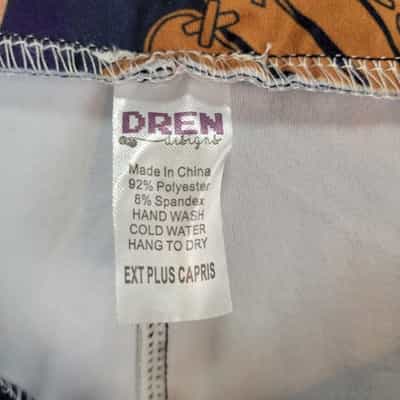 DREN
designs
Made In China
92% Polyester
8% Spandex
HAND WASH
COLD WATER
HANG TO DRY
EXT PLUS CAPRIS